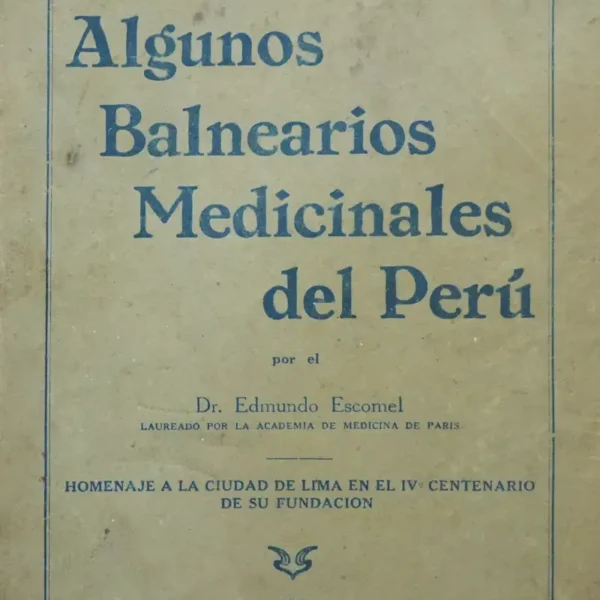 Algunos
Balnearios
Medicinales
del Perú
por el
Dr. Edmundo Escomel
LAUREADO POR LA ACADEMIA DE MEDICINA DE PARIS
HOMENAJE A LA CIUDAD DE LIMA EN EL IVº CENTENARIO
DE SU FUNDACION